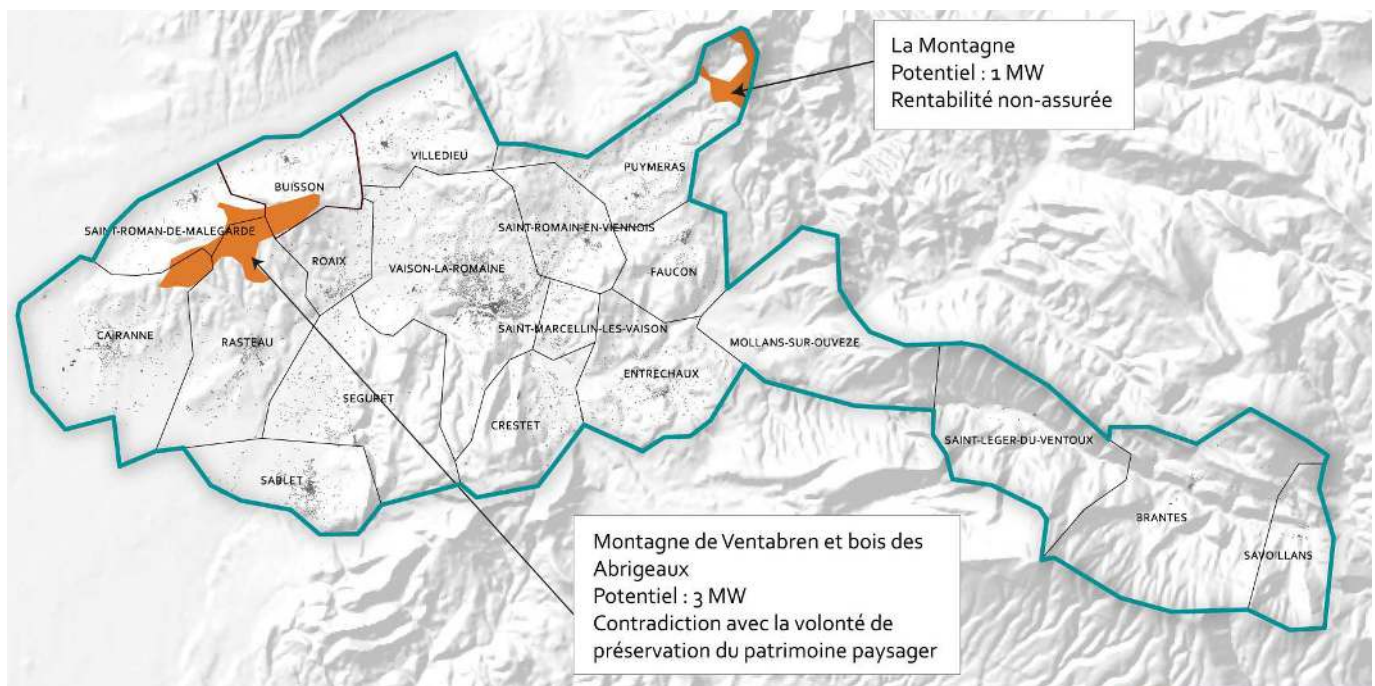 La Montagne
Potentiel : 1 MW
Rentabilité non-assurée
VILLEDIEU
PUYMERAS
BUISSON
SAINT-ROMAN-DE-MALEGARDE
SAINT-ROMAIN-EN-VIENNOIS
ROAIX
VAISON-LA-ROMAINE
FAUCON
CAIRANNE
RASTEAU
SAINT-MARCELLIN-LES-VAISON
MOLLANS-SUR-OUVEZE
ENTRECHAUX
SEGURET
CRESTET
SAINT-LEGER-DU-VENTOUX
SABLET
BRANTES
SAVOILLANS
Montagne de Ventabren et bois des
Abrigeaux
Potentiel : 3 MW
Contradiction avec la volonté de
préservation du patrimoine paysager